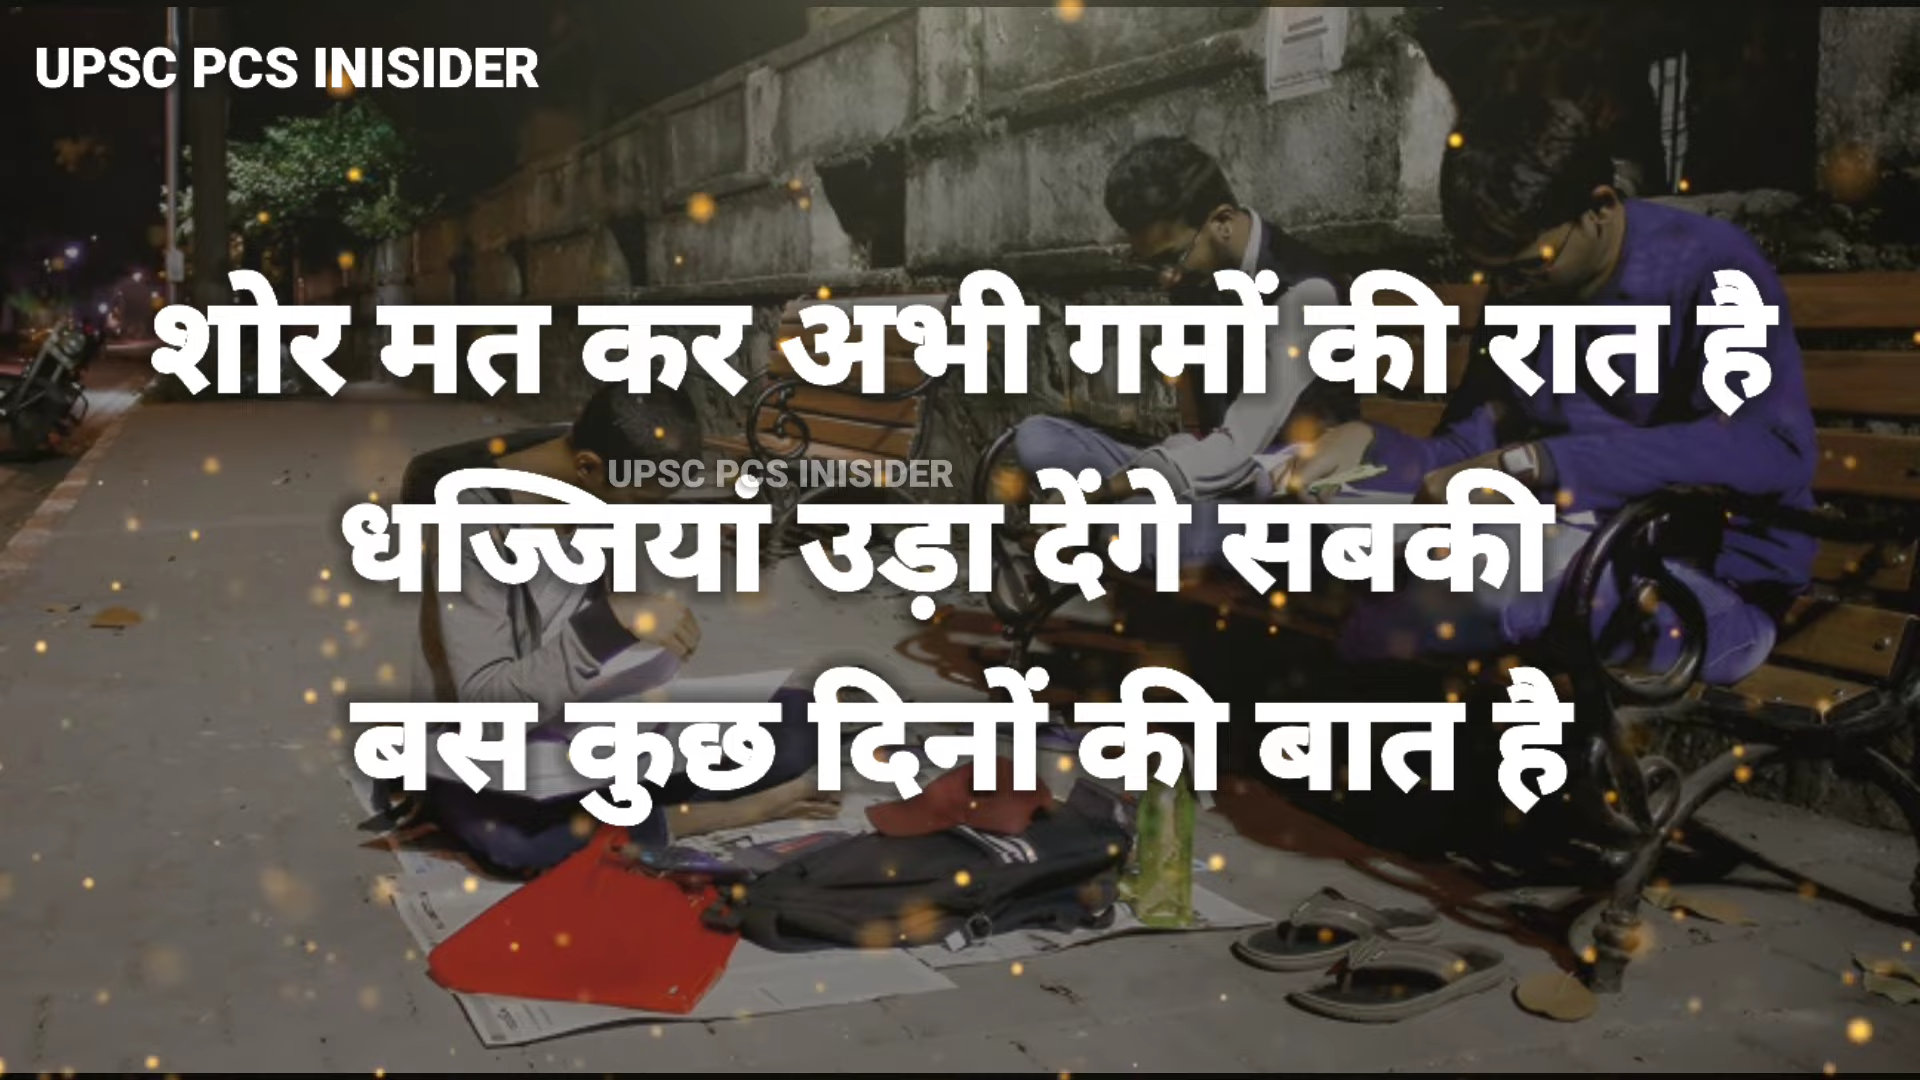 UPSC PCS INISIDER
शोर मत कर अभी गमों की रात है
UPSC PCS INISIDER
धज्जियां उड़ा देंगे सबकी
बस कुछ दिनों की बात है